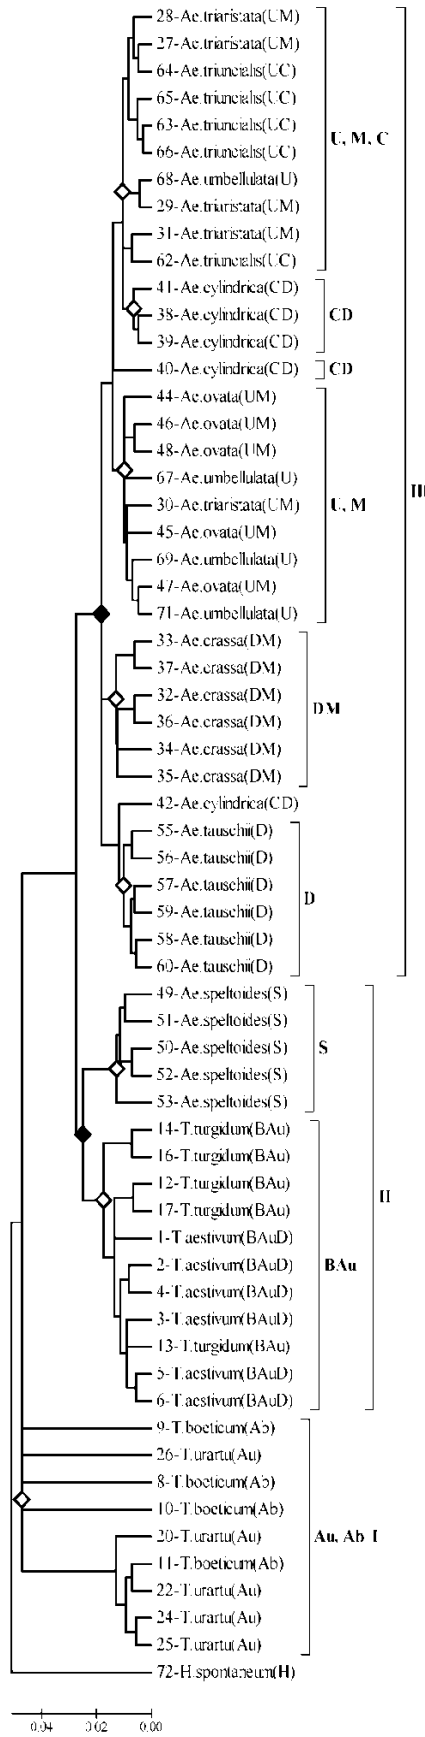 28-Ae.triaristata(UM)
27-Ae.triaristata(UM)
64-Ae.triuncialis(UC)
65-Ae.triuncialis(UC)
63-Ae.triuncialis(UC)
66-Ae.triuncialis(UC)
68-Ae.umbellulata(U)
29-Ae.triaristata(UM)
31-Ae.triaristata(UM)
62-Ae.triuncialis(UC)
U, M, C
41-Ae.cylindrica(CD)
38-Ae.cylindrica(CD)
39-Ae.cylindrica(CD)
CD
40-Ae.cylindrica(CD)
CD
44-Ae.ovata(UM)
46-Ae.ovata(UM)
48-Ae.ovata(UM)
67-Ae.umbellulata(U)
30-Ae.triaristata(UM)
45-Ae.ovata(UM)
69-Ae.umbellulata(U)
47-Ae.ovata(UM)
71-Ae.umbellulata(U)
U, M
III
33-Ae.crassa(DM)
37-Ae.crassa(DM)
32-Ae.crassa(DM)
36-Ae.crassa(DM)
34-Ae.crassa(DM)
35-Ae.crassa(DM)
DM
42-Ae.cylindrica(CD)
55-Ae.tauschii(D)
56-Ae.tauschii(D)
57-Ae.tauschii(D)
59-Ae.tauschii(D)
58-Ae.tauschii(D)
60-Ae.tauschii(D)
D
49-Ae.speltoides(S)
51-Ae.speltoides(S)
50-Ae.speltoides(S)
52-Ae.speltoides(S)
53-Ae.speltoides(S)
S
14-T.turgidum(BAu)
16-T.turgidum(BAu)
12-T.turgidum(BAu)
17-T.turgidum(BAu)
1-T.aestivum(BAuD)
2-T.aestivum(BAuD)
4-T.aestivum(BAuD)
3-T.aestivum(BAuD)
13-T.turgidum(BAu)
5-T.aestivum(BAuD)
6-T.aestivum(BAuD)
BAu
II
9-T.boeticum(Ab)
26-T.urartu(Au)
8-T.boeticum(Ab)
10-T.boeticum(Ab)
20-T.urartu(Au)
11-T.boeticum(Ab)
22-T.urartu(Au)
24-T.urartu(Au)
25-T.urartu(Au)
Au, Ab I
72-H.spontaneum(H)
0.04 0.02 0.00